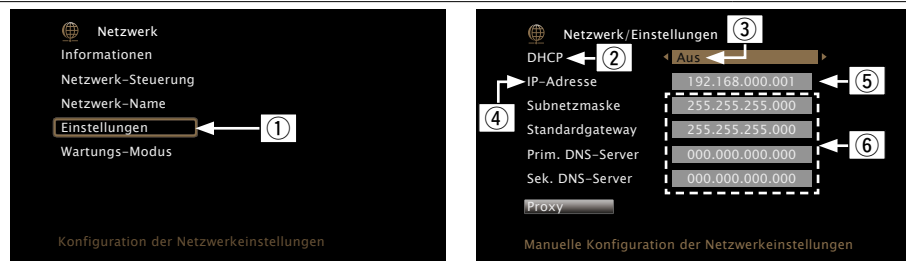 Netzwerk
Informationen
Netzwerk-Steuerung
Netzwerk-Name
Einstellungen
①
Wartungs-Modus
Konfiguration der Netzwerkeinstellungen
Netzwerk/Einstellungen
③
DHCP
②
Aus
④
IP-Adresse
192.168.000.001
⑤
Subnetzmaske
255.255.255.000
Standardgateway
255.255.255.000
⑥
Prim. DNS-Server
000.000.000.000
Sek. DNS-Server
000.000.000.000
Proxy
Manuelle Konfiguration der Netzwerkeinstellungen